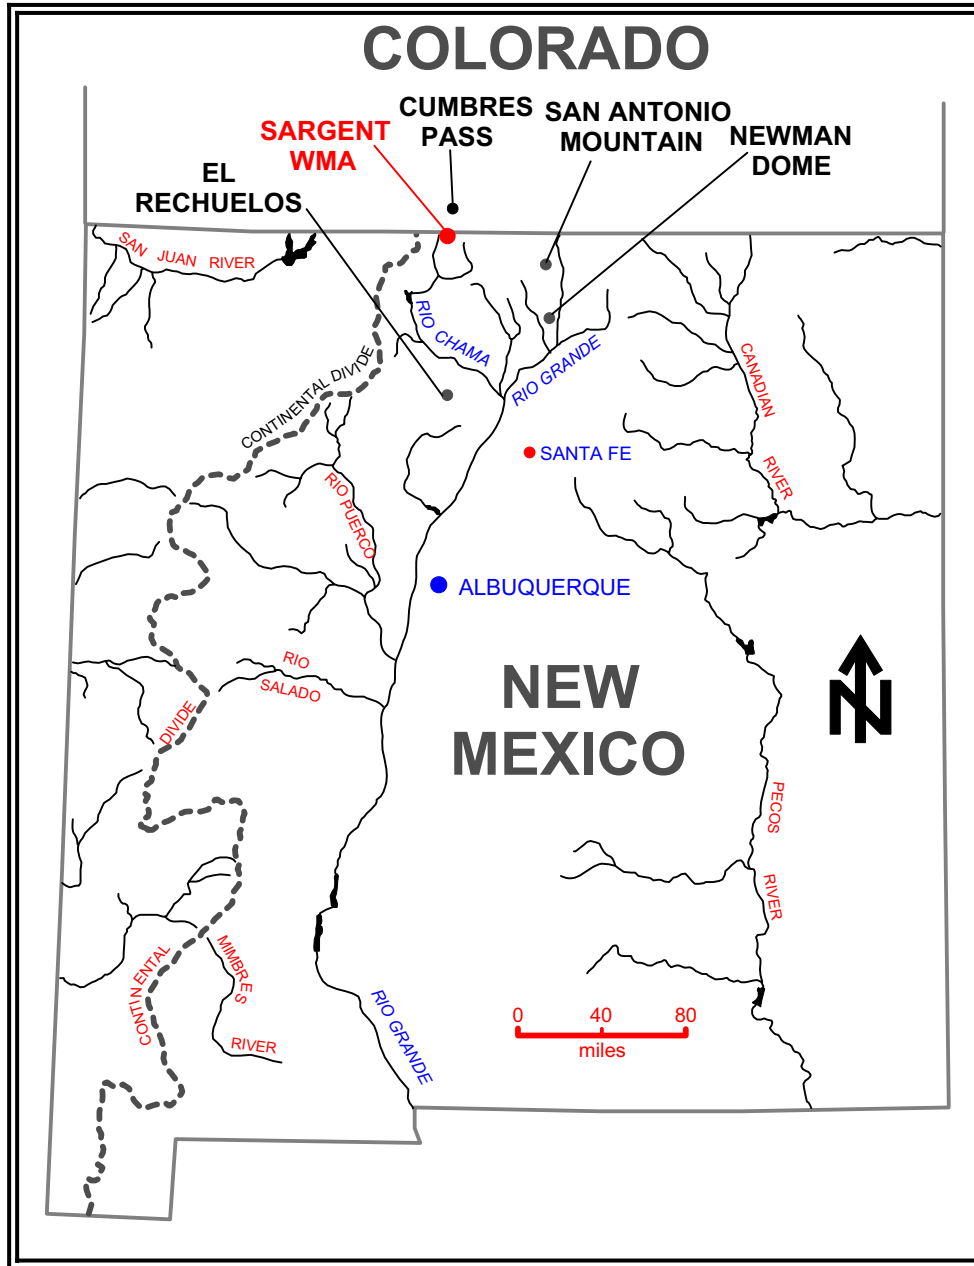 COLORADO
CUMBRES
PASS
SAN ANTONIO
MOUNTAIN
SARGENT
WMA
NEWMAN
DOME
EL
RECHUELOS
SAN JUAN RIVER
RIO CHAMA
RIO GRANDE
CONTINENTAL DIVIDE
CANADIAN
RIVER
SANTA FE
RIO PUERCO
ALBUQUERQUE
RIO
SALADO
NEW
MEXICO
N
DIVIDE
PECOS
RIVER
CONTINENTAL
MIMBRES
RIVER
RIO GRANDE
0 40 80
miles